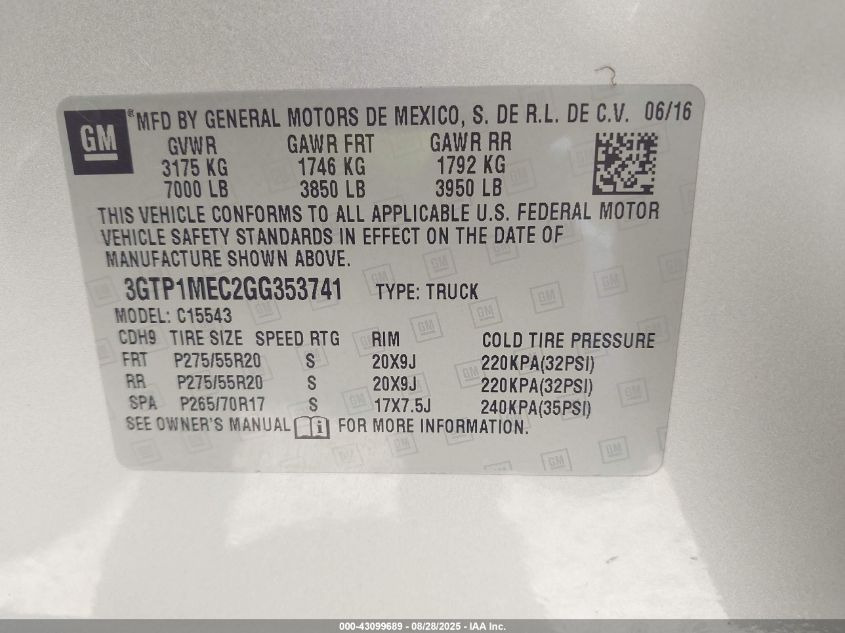 GM ® MFD BY GENERAL MOTORS DE MEXICO, S. DE R.L. DE C.V. 06/16
GVWR GAWR FRT GAWR RR
3175 KG 1746 KG 1792 KG
7000 LB 3850 LB 3950 LB
THIS VEHICLE CONFORMS TO ALL APPLICABLE U.S. FEDERAL MOTOR
VEHICLE SAFETY STANDARDS IN EFFECT ON THE DATE OF
MANUFACTURE SHOWN ABOVE.
3GTP1MEC2GG353741 TYPE: TRUCK
MODEL: C15543
CDH9 TIRE SIZE SPEED RTG RIM COLD TIRE PRESSURE
FRT P275/55R20 S 20X9J 220KPA(32PSI)
RR P275/55R20 S 20X9J 220KPA(32PSI)
SPA P265/70R17 S 17X7.5J 240KPA(35PSI)
SEE OWNER'S MANUAL i FOR MORE INFORMATION.
000-43099689 - 08/28/2025 - IAA Inc.